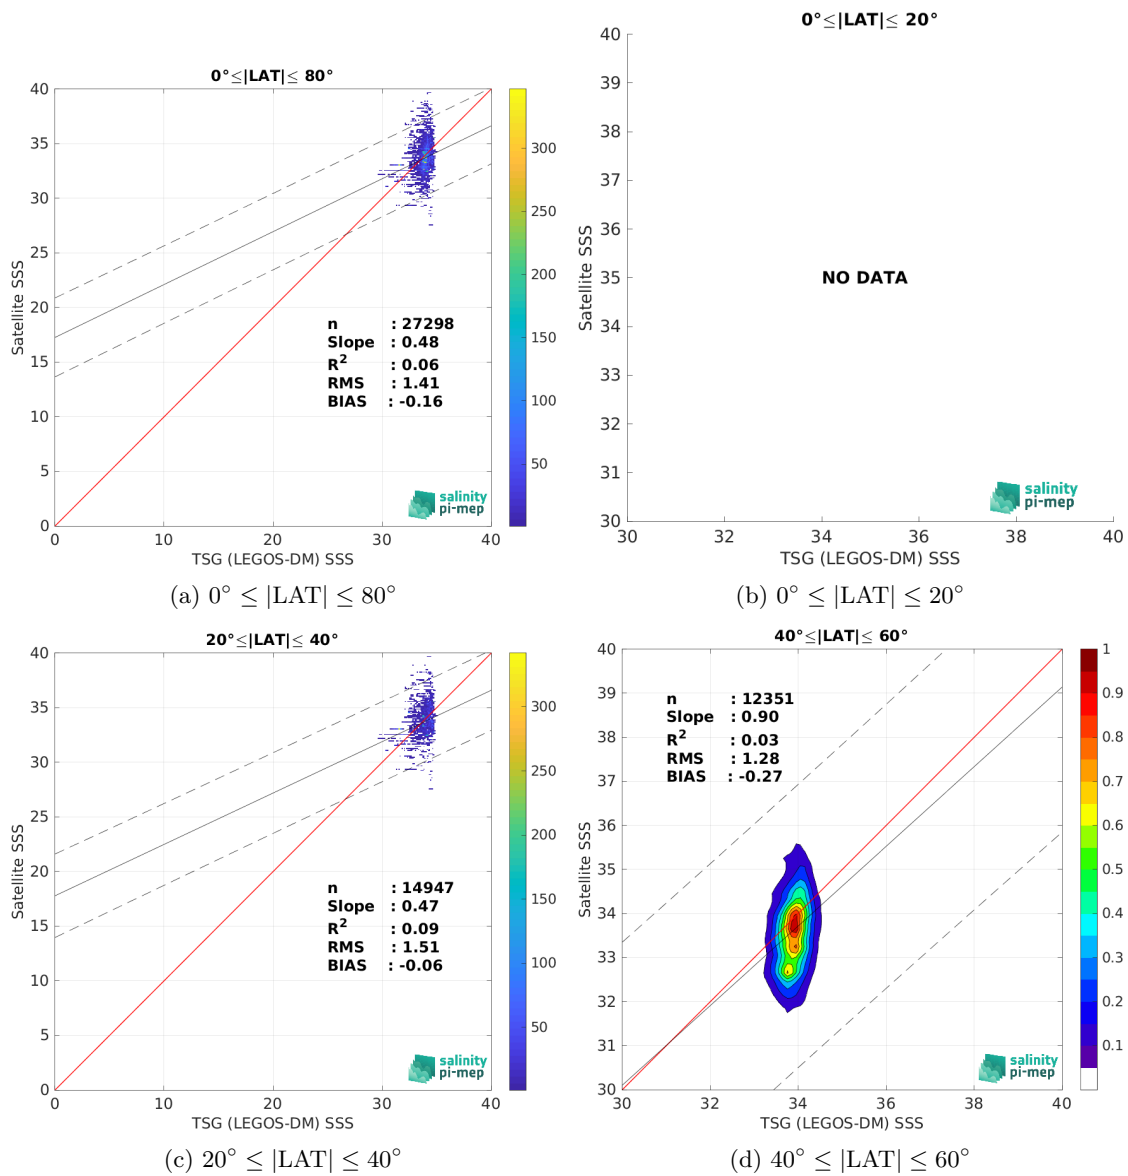 0°≤|LAT|≤ 80°
40
35
30
25
20
15
10
5
0
0
10
20
30
40
Satellite SSS
TSG (LEGOS-DM) SSS
n : 27298
Slope : 0.48
R² : 0.06
RMS : 1.41
BIAS : -0.16
salinity
pi-mep
300
250
200
150
100
50
(a) 0° ≤ |LAT| ≤ 80°
0°≤|LAT|≤ 20°
40
39
38
37
36
35
34
33
32
31
30
30
32
34
36
38
40
Satellite SSS
TSG (LEGOS-DM) SSS
NO DATA
salinity
pi-mep
(b) 0° ≤ |LAT| ≤ 20°
20°≤|LAT|≤ 40°
40
35
30
25
20
15
10
5
0
0
10
20
30
40
Satellite SSS
TSG (LEGOS-DM) SSS
n : 14947
Slope : 0.47
R² : 0.09
RMS : 1.51
BIAS : -0.06
salinity
pi-mep
300
250
200
150
100
50
(c) 20° ≤ |LAT| ≤ 40°
40°≤|LAT|≤ 60°
40
39
38
37
36
35
34
33
32
31
30
30
32
34
36
38
40
Satellite SSS
TSG (LEGOS-DM) SSS
n : 12351
Slope : 0.90
R² : 0.03
RMS : 1.28
BIAS : -0.27
salinity
pi-mep
1
0.9
0.8
0.7
0.6
0.5
0.4
0.3
0.2
0.1
(d) 40° ≤ |LAT| ≤ 60°